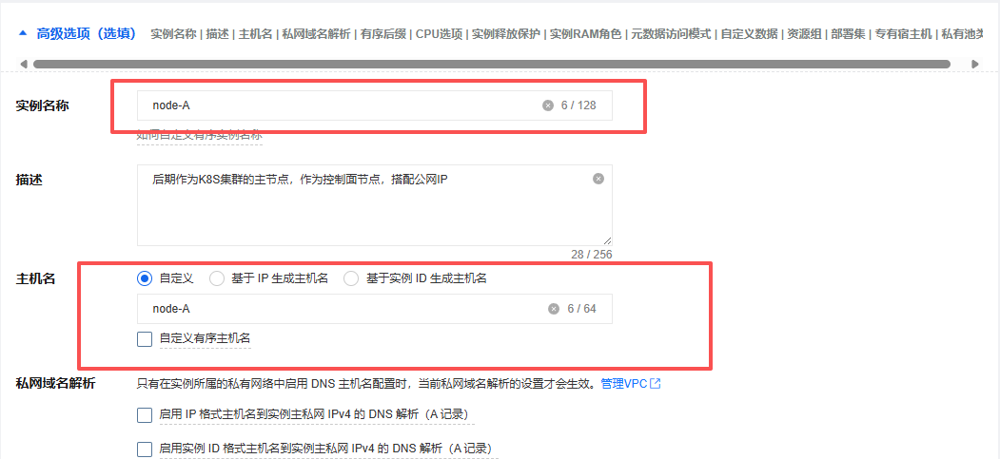 高级选项（选填） 实例名称 | 描述 | 主机名 | 私网域名解析 | 有序后缀 | CPU选项 | 实例释放保护 | 实例RAM角色 | 元数据访问模式 | 自定义数据 | 资源组 | 部署集 | 专有宿主机 | 私有池类
实例名称 node-A 6 / 128
如何自定义有序实例名称
描述 后期作为K8S集群的主节点，作为控制面节点，搭配公网IP
28 / 256
主机名 自定义 基于 IP 生成主机名 基于实例 ID 生成主机名
node-A 6 / 64
自定义有序主机名
私网域名解析 只有在实例所属的私有网络中启用 DNS 主机名配置时，当前私网域名解析的设置才会生效。管理VPC
启用 IP 格式主机名到实例主私网 IPv4 的 DNS 解析（A 记录）
启用实例 ID 格式主机名到实例主私网 IPv4 的 DNS 解析（A 记录）